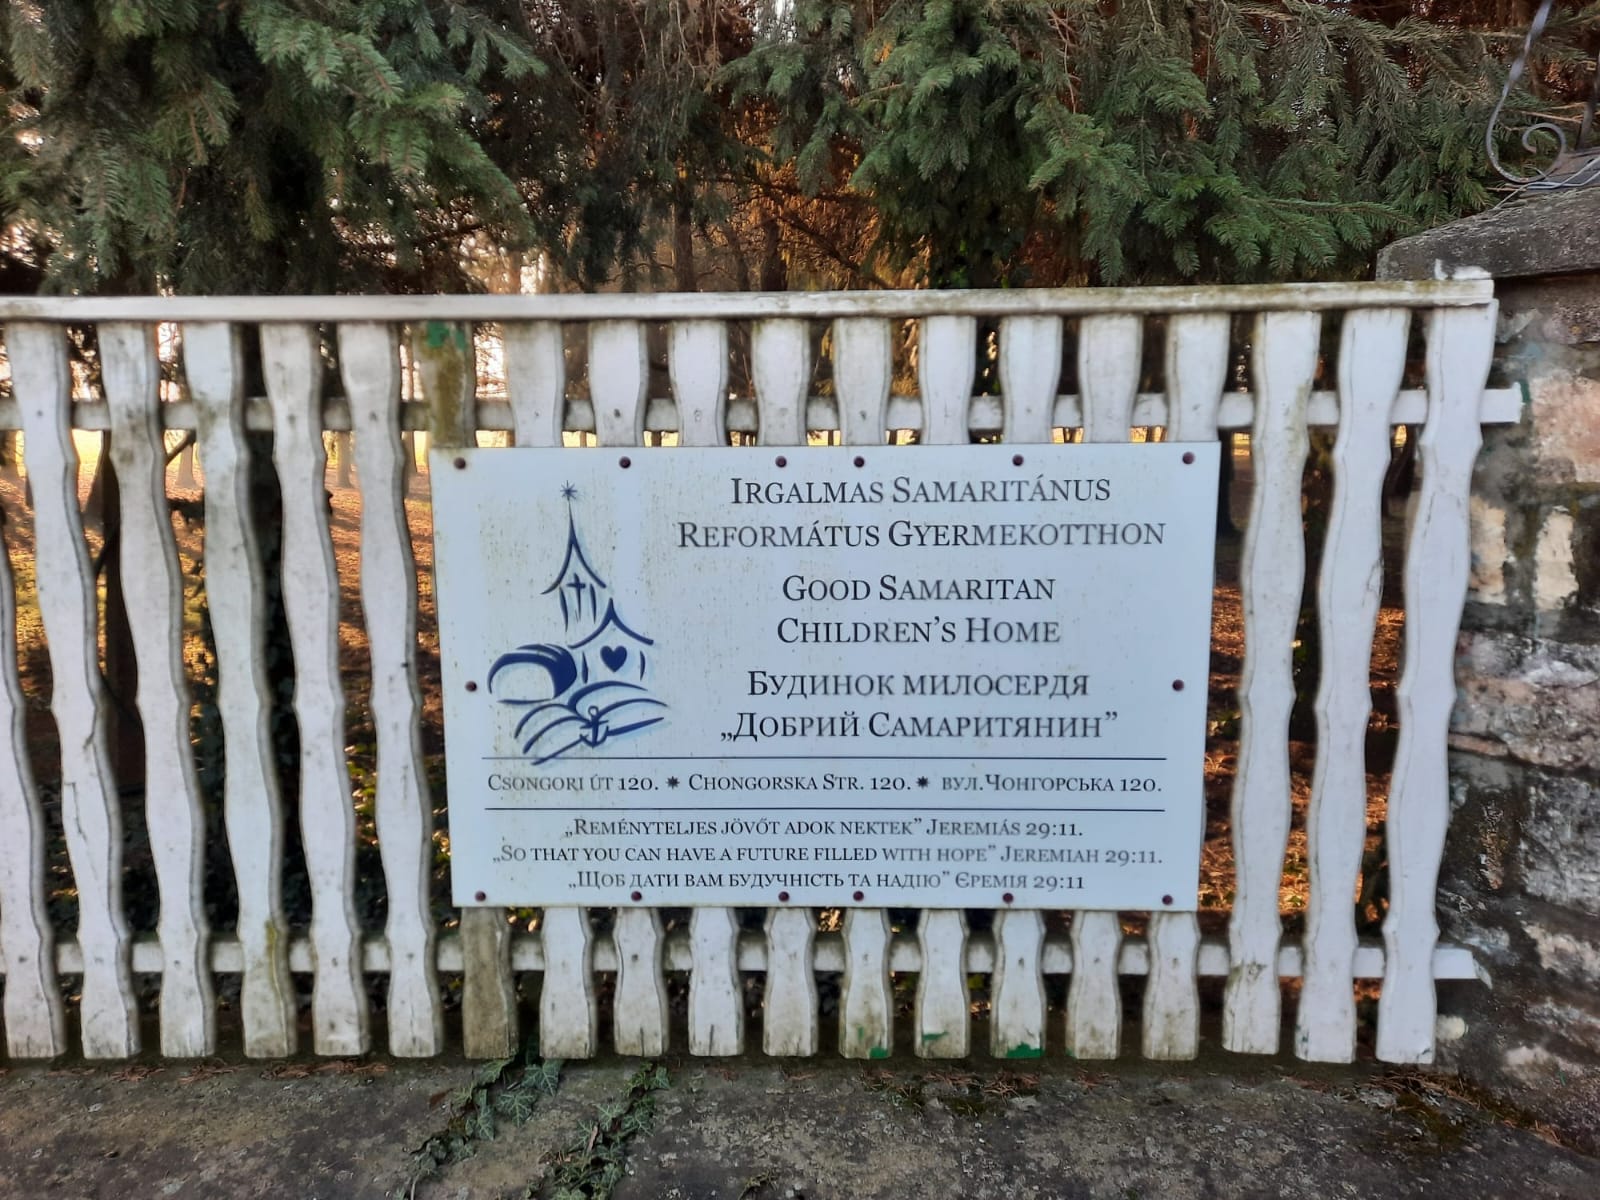 Irgalmas Samaritánus
Református Gyermekotthon
Good Samaritan
Children's Home
Будинок милосердя
„Добрий Самаритянин”
Csongori út 120. ✷ Chongorska Str. 120. ✷ вул. Чонгорська 120.
„Reményteljes jövőt adok nektek” Jeremiás 29:11.
„So that you can have a future filled with hope” Jeremiah 29:11.
„Щоб дати вам будучність та надію” Єремія 29:11